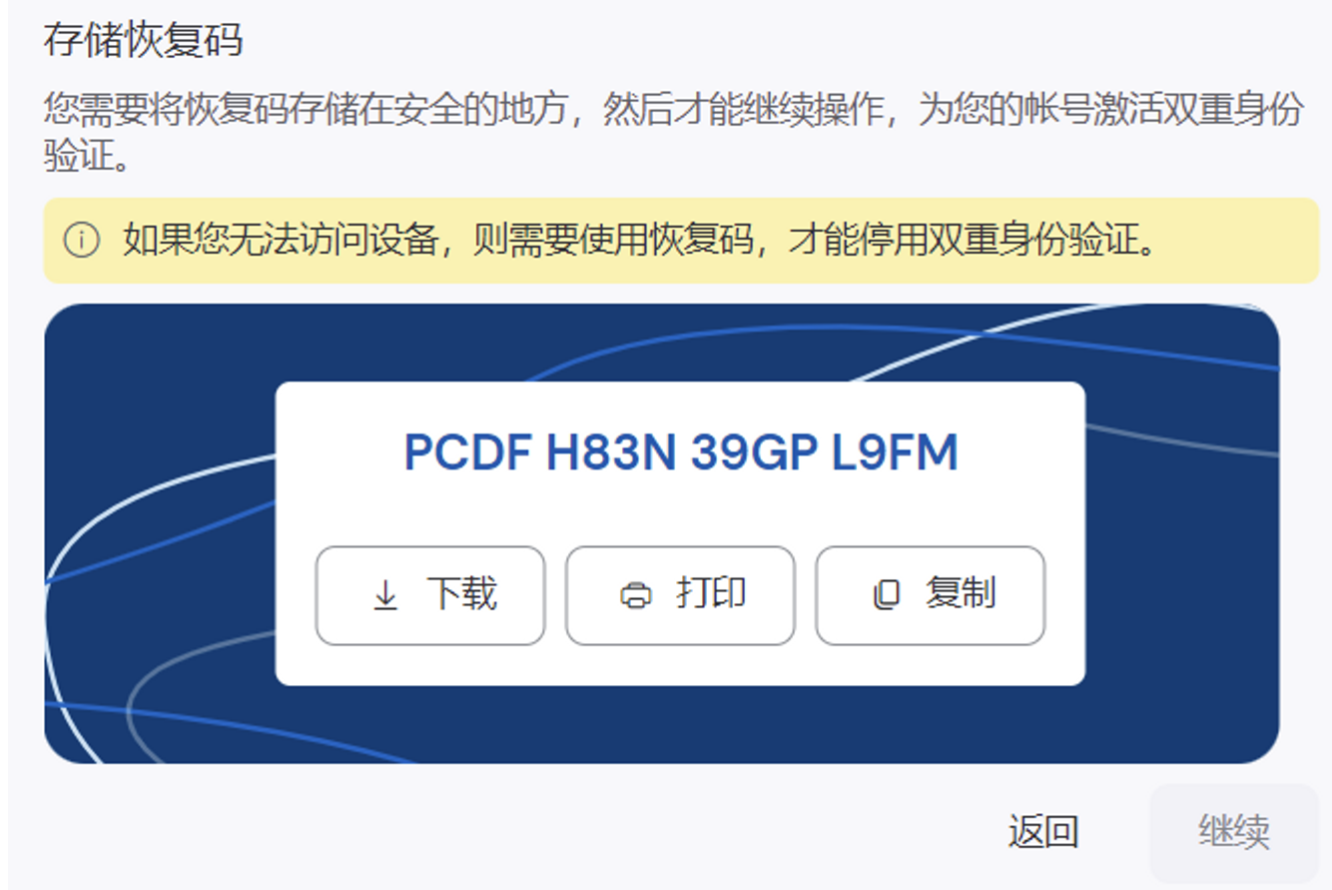 存储恢复码
您需要将恢复码存储在安全的地方，然后才能继续操作，为您的帐号激活双重身份
验证。
如果您无法访问设备，则需要使用恢复码，才能停用双重身份验证。
PCDF H83N 39GP L9FM
下载 打印 复制
返回 继续